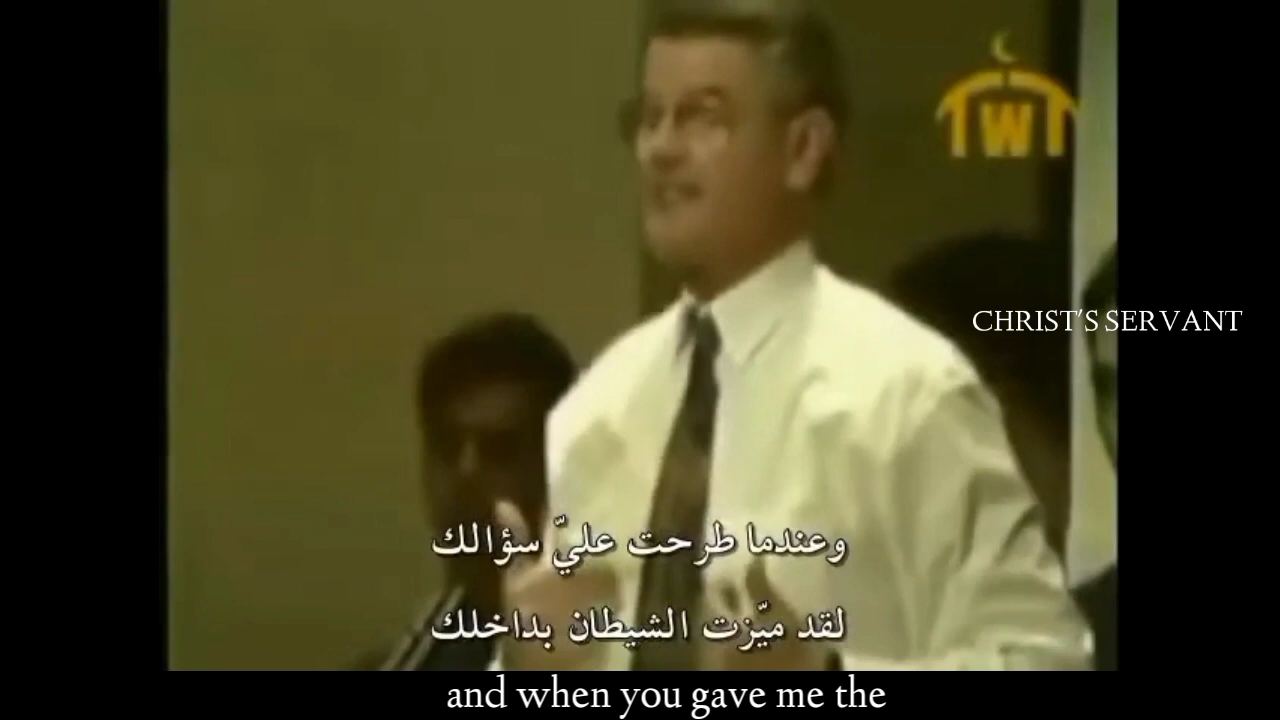 W
CHRIST'S SERVANT
وعندما طرحت عليّ سؤالك
لقد ميّزت الشيطان بداخلك
and when you gave me the